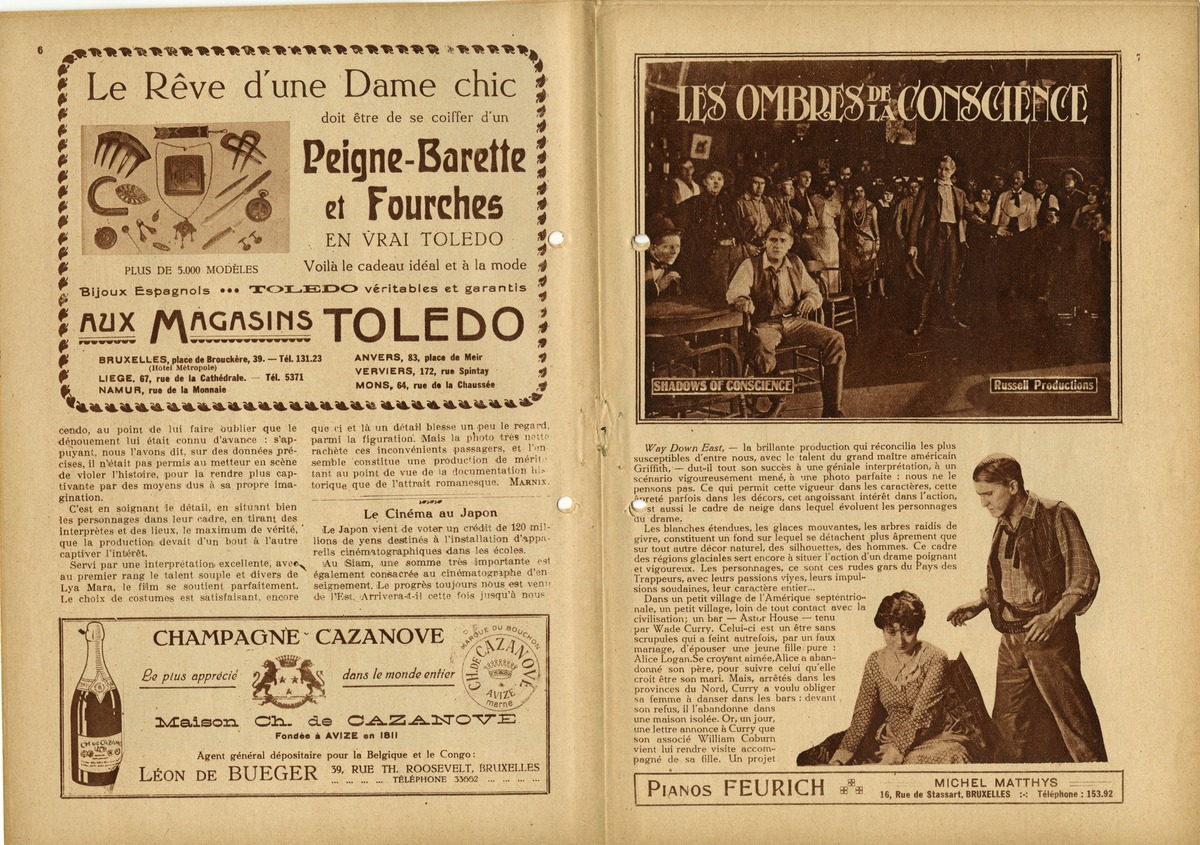 6
Le Rêve d'une Dame chic
doit être de se coiffer d'un
Peigne-Barette
et Fourches
EN VRAI TOLEDO
PLUS DE 5.000 MODÈLES
Voilà le cadeau idéal et à la mode
Bijoux Espagnols ••• TOLEDO véritables et garantis
AUX MAGASINS TOLEDO
BRUXELLES, place de Brouckère, 39. — Tél. 131.23
(Hôtel Métropole)
LIEGE, 67, rue de la Cathédrale. — Tél. 5371
NAMUR, rue de la Monnaie
ANVERS, 83, place de Meir
VERVIERS, 172, rue Spintay
MONS, 64, rue de la Chaussée
cendo, au point de lui faire oublier que le
dénouement lui était connu d'avance : s'ap-
puyant, nous l'avons dit, sur des données pré-
cises, il n'était pas permis au metteur en scène
de violer l'histoire, pour la rendre plus cap-
tivante par des moyens dus à sa propre ima-
gination.
C'est en soignant le détail, en situant bien
les personnages dans leur cadre, en tirant des
interprètes et des lieux, le maximum de vérité,
que la production devait d'un bout à l'autre
captiver l'intérêt.
Servi par une interprétation excellente, avec
au premier rang le talent souple et divers de
Lya Mara, le film se soutient parfaitement.
Le choix de costumes est satisfaisant, encore
que ci et là un détail blesse un peu le regard,
parmi la figuration. Mais la photo très nette
rachète ces inconvénients passagers, et l'en-
semble constitue une production de mérit
tant au point de vue de la documentation his-
torique que de l'attrait romanesque. MARNIX.
Le Cinéma au Japon
Le Japon vient de voter un crédit de 120 mil-
lions de yens destinés à l'installation d'appa-
reils cinématographiques dans les écoles.
Au Siam, une somme très importante est
également consacrée au cinématographe d'en-
seignement. Le progrès toujours nous est venu
de l'Est. Arrivera-t-il cette fois jusqu'à nous
CHAMPAGNE CAZANOVE
Le plus apprécié dans le monde entier
MARQUE DU BOUCHON
CH. DE CAZANOVE
AVIZE
marne
Maison Ch. de CAZANOVE
Fondée à AVIZE en 1811
Agent général dépositaire pour la Belgique et le Congo :
LÉON DE BUEGER 39, RUE TH. ROOSEVELT, BRUXELLES
... ... ... ... TÉLÉPHONE 33662 ... ... ... ...
7
LES OMBRES DE LA CONSCIENCE
SHADOWS OF CONSCIENCE
Russell Productions
Way Down East, — la brillante production qui réconcilia les plus
susceptibles d'entre nous, avec le talent du grand maître américain
Griffith, — dut-il tout son succès à une géniale interprétation, à un
scénario vigoureusement mené, à une photo parfaite : nous ne le
pensons pas. Ce qui permit cette vigueur dans les caractères, cette
âpreté parfois dans les décors, cet angoissant intérêt dans l'action,
c'est aussi le cadre de neige dans lequel évoluent les personnages
du drame.
Les blanches étendues, les glaces mouvantes, les arbres raidis de
givre, constituent un fond sur lequel se détachent plus âprement que
sur tout autre décor naturel, des silhouettes, des hommes. Ce cadre
des régions glaciales sert encore à situer l'action d'un drame poignant
et vigoureux. Les personnages, ce sont ces rudes gars du Pays des
Trappeurs, avec leurs passions vives, leurs impul-
sions soudaines, leur caractère entier...
Dans un petit village de l'Amérique septentrio-
nale, un petit village, loin de tout contact avec la
civilisation; un bar — Astor House — tenu
par Wade Curry. Celui-ci est un être sans
scrupules qui a feint autrefois, par un faux
mariage, d'épouser une jeune fille pure :
Alice Logan. Se croyant aimée, Alice a aban-
donné son père, pour suivre celui qu'elle
croit être son mari. Mais, arrêtés dans les
provinces du Nord, Curry a voulu obliger
sa femme à danser dans les bars : devant
son refus, il l'abandonne dans
une maison isolée. Or, un jour,
une lettre annonce à Curry que
son associé William Coburn
vient lui rendre visite accom-
pagné de sa fille. Un projet
PIANOS FEURICH
MICHEL MATTHYS
16, Rue de Stassart, BRUXELLES :-: Téléphone : 153.92